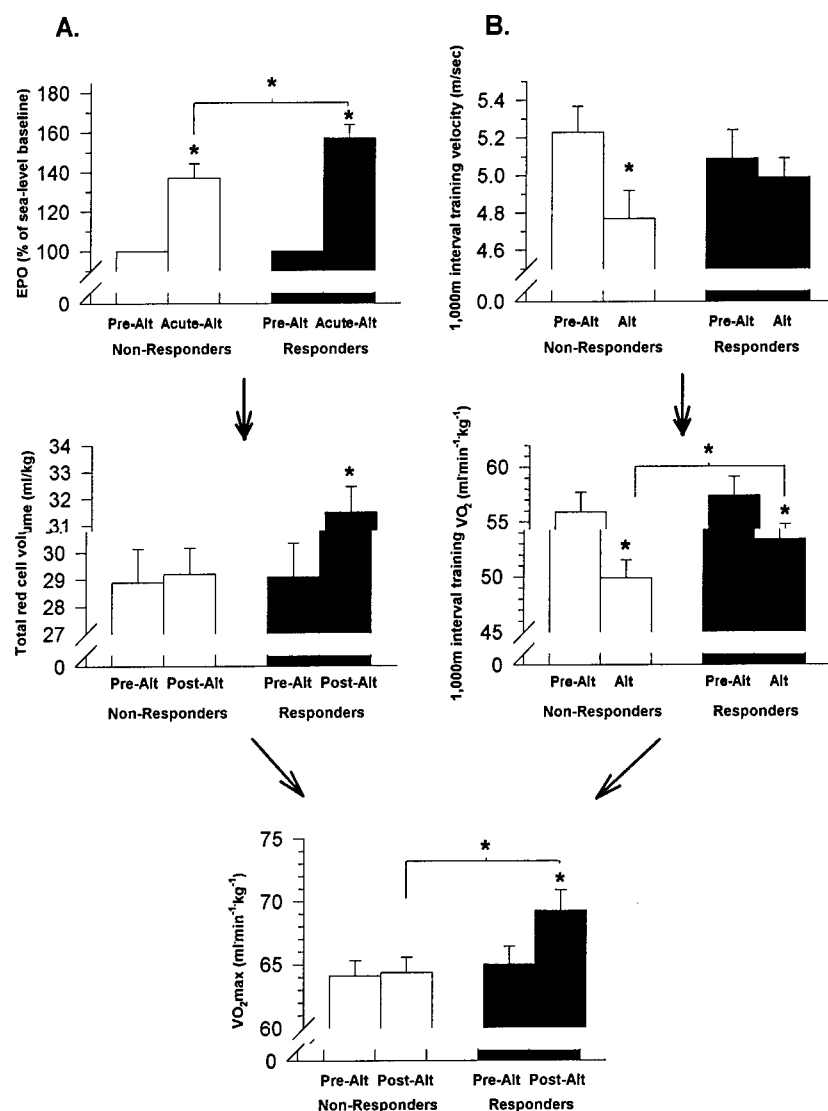 A.
EPO (% of sea-level baseline)
180
160
140
120
100
0
*
*
*
Pre-Alt Acute-Alt Pre-Alt Acute-Alt
Non-Responders Responders
B.
1,000m interval training velocity (m/sec)
5.4
5.2
5.0
4.8
4.6
0.0
*
Pre-Alt Alt Pre-Alt Alt
Non-Responders Responders
Total red cell volume (ml/kg)
34
33
32
31
30
29
28
27
0
*
Pre-Alt Post-Alt Pre-Alt Post-Alt
Non-Responders Responders
1,000m interval training VO₂ (ml·min⁻¹·kg⁻¹)
60
55
50
45
0
*
*
*
Pre-Alt Alt Pre-Alt Alt
Non-Responders Responders
VO₂max (ml·min⁻¹·kg⁻¹)
75
70
65
60
0
*
*
Pre-Alt Post-Alt Pre-Alt Post-Alt
Non-Responders Responders